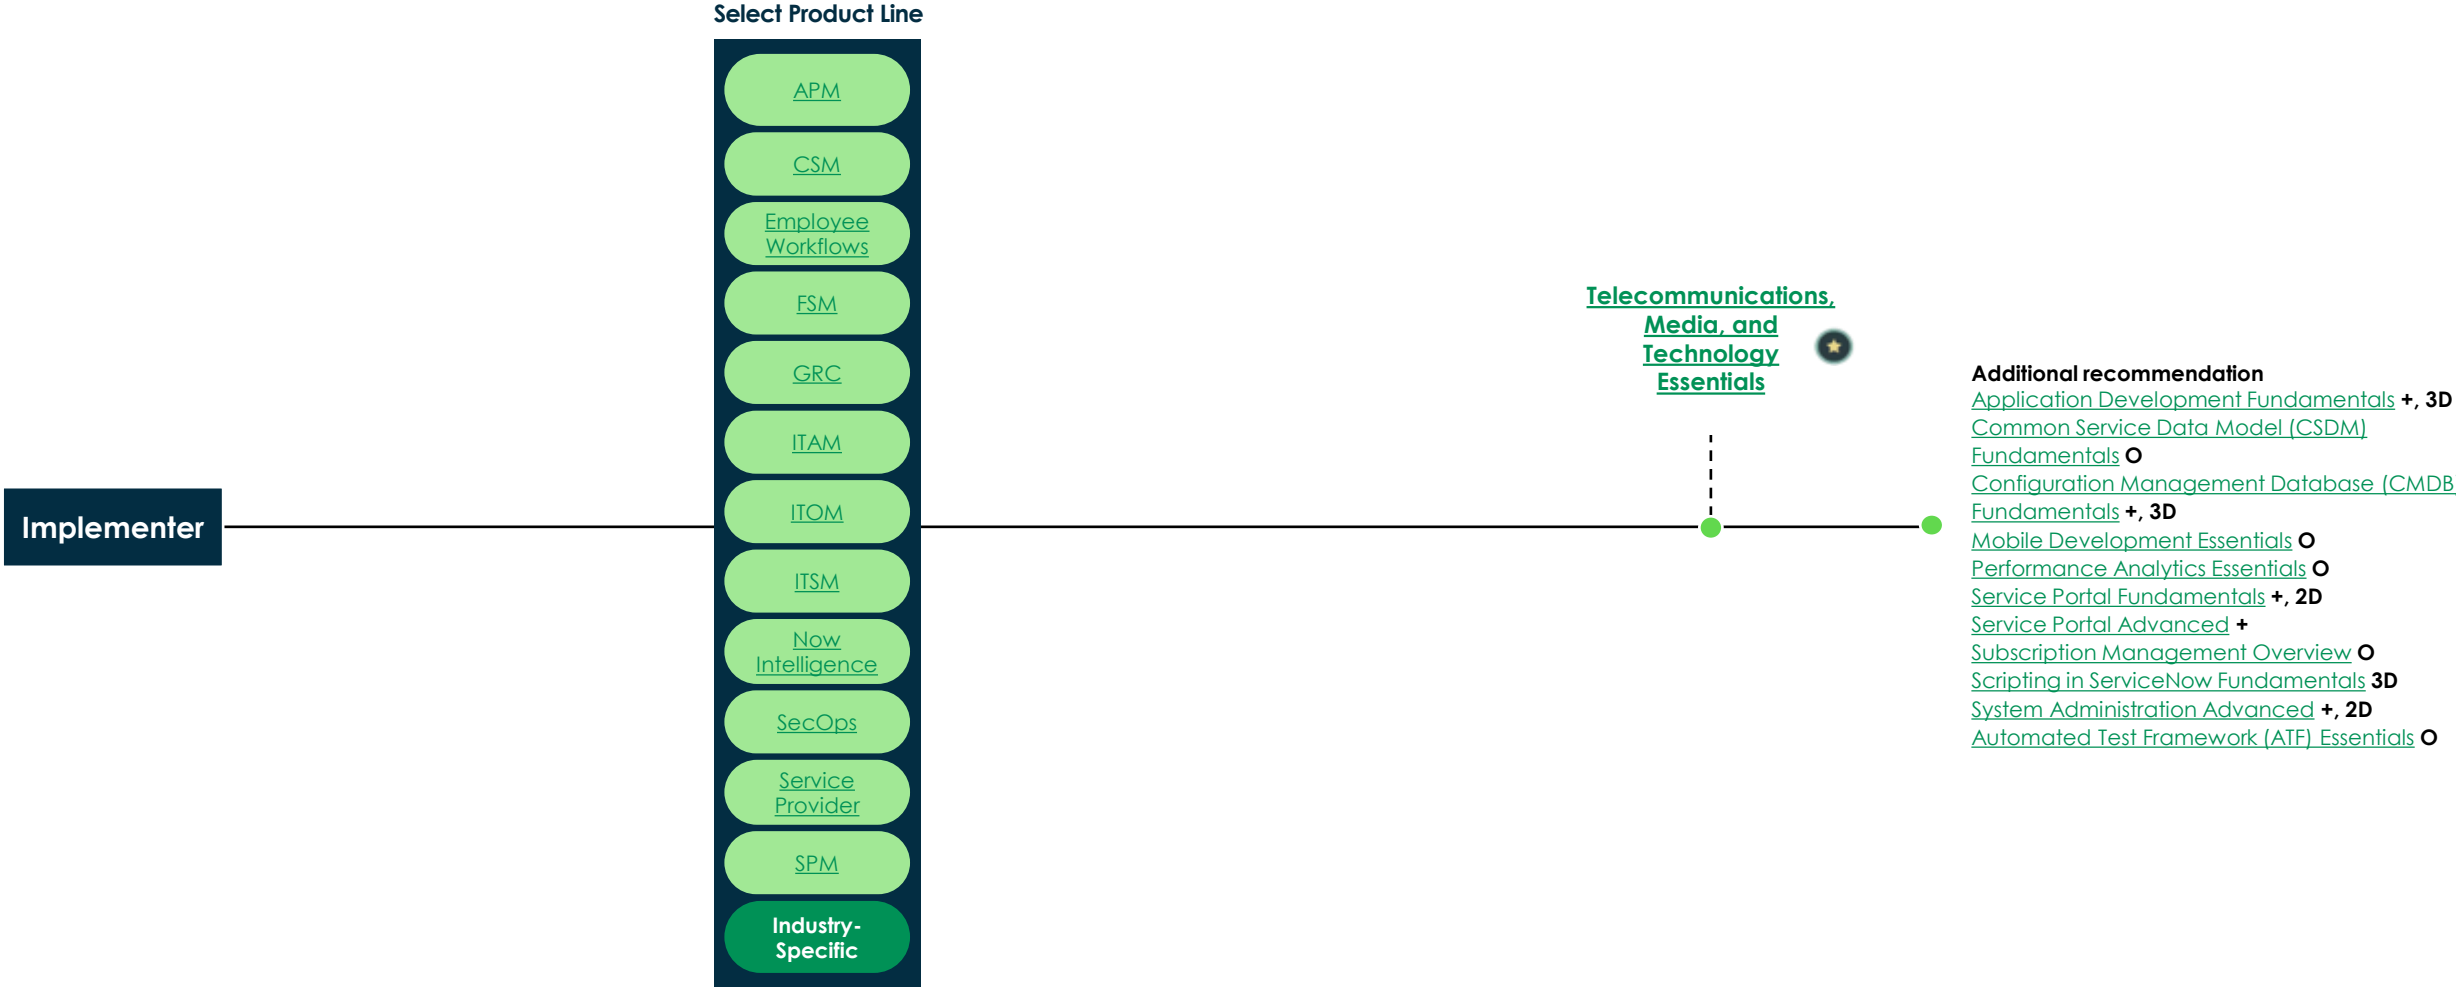 Select Product Line
APM
CSM
Employee
Workflows
FSM
GRC
ITAM
ITOM
ITSM
Now
Intelligence
SecOps
Service
Provider
SPM
Industry-
Specific
Implementer
Telecommunications,
Media, and
Technology
Essentials
Additional recommendation
Application Development Fundamentals +, 3D
Common Service Data Model (CSDM)
Fundamentals O
Configuration Management Database (CMDB
Fundamentals +, 3D
Mobile Development Essentials O
Performance Analytics Essentials O
Service Portal Fundamentals +, 2D
Service Portal Advanced +
Subscription Management Overview O
Scripting in ServiceNow Fundamentals 3D
System Administration Advanced +, 2D
Automated Test Framework (ATF) Essentials O